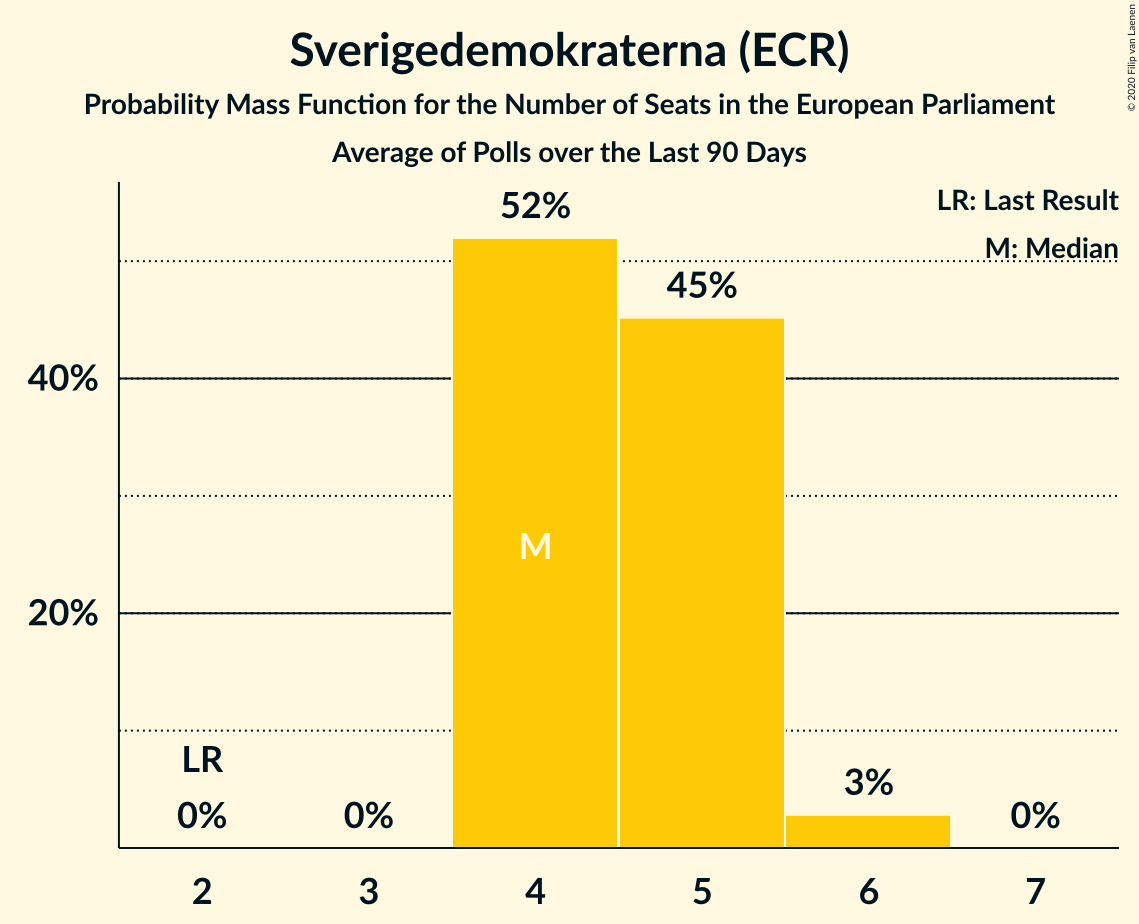 Sverigedemokraterna (ECR)
Probability Mass Function for the Number of Seats in the European Parliament
Average of Polls over the Last 90 Days
© 2020 Filip van Laenen
LR: Last Result
M: Median
52%
45%
40%
M
20%
LR
0%
0%
3%
0%
2
3
4
5
6
7